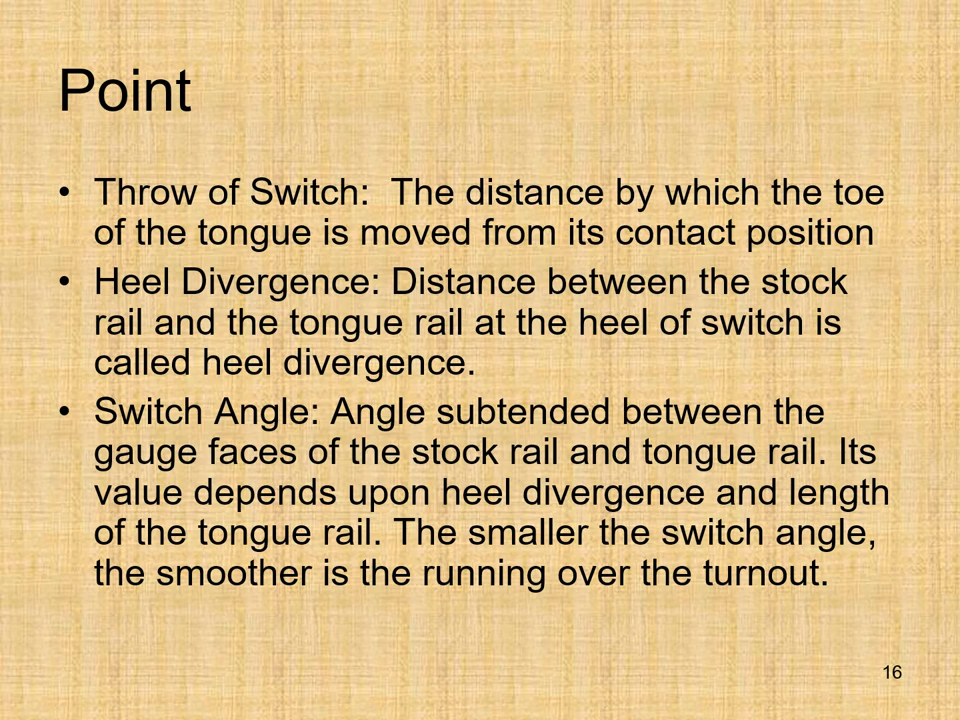 Point
• Throw of Switch:  The distance by which the toe
of the tongue is moved from its contact position
• Heel Divergence: Distance between the stock
rail and the tongue rail at the heel of switch is
called heel divergence.
• Switch Angle: Angle subtended between the
gauge faces of the stock rail and tongue rail. Its
value depends upon heel divergence and length
of the tongue rail. The smaller the switch angle,
the smoother is the running over the turnout.
16